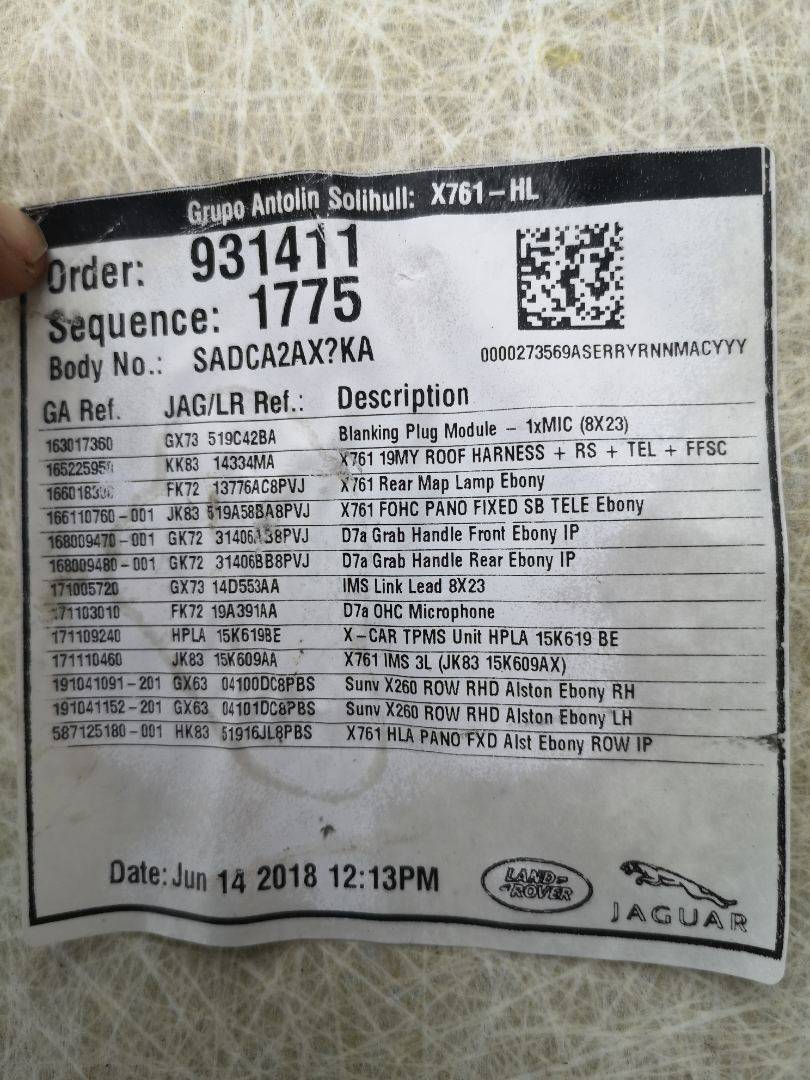 Grupo Antolin Solihull: X761-HL
Order: 931411
Sequence: 1775
Body No.: SADCA2AX?KA
0000273569ASERRYRNNMACYYY
GA Ref. JAG/LR Ref.: Description
163017360 GX73 519C42BA Blanking Plug Module - 1xMIC (8X23)
KK83 14334MA X761 19MY ROOF HARNESS + RS + TEL + FFSC
FK72 13776AC8PVJ X761 Rear Map Lamp Ebony
166110760-001 JK83 519A58BA8PVJ X761 FOHC PANO FIXED SB TELE Ebony
168009470-001 GK72 D7a Grab Handle Front Ebony IP
168009480-001 GK72 31406BB8PVJ D7a Grab Handle Rear Ebony IP
171005720 GX73 14D553AA IMS Link Lead 8X23
171103010 FK72 19A391AA D7a OHC Microphone
171109240 HPLA 15K619BE X-CAR TPMS Unit HPLA 15K619 BE
171110460 JK83 15K609AA X761 IMS 3L (JK83 15K609AX)
191041091-201 GX63 04100DC8PBS Sunv X260 ROW RHD Alston Ebony RH
191041152-201 GX63 04101DC8PBS Sunv X260 ROW RHD Alston Ebony LH
587125180-001 HK83 51916JL8PBS X761 HLA PANO FXD Alst Ebony ROW IP
Date: Jun 14 2018 12:13PM
LAND-
-ROVER
JAGUAR